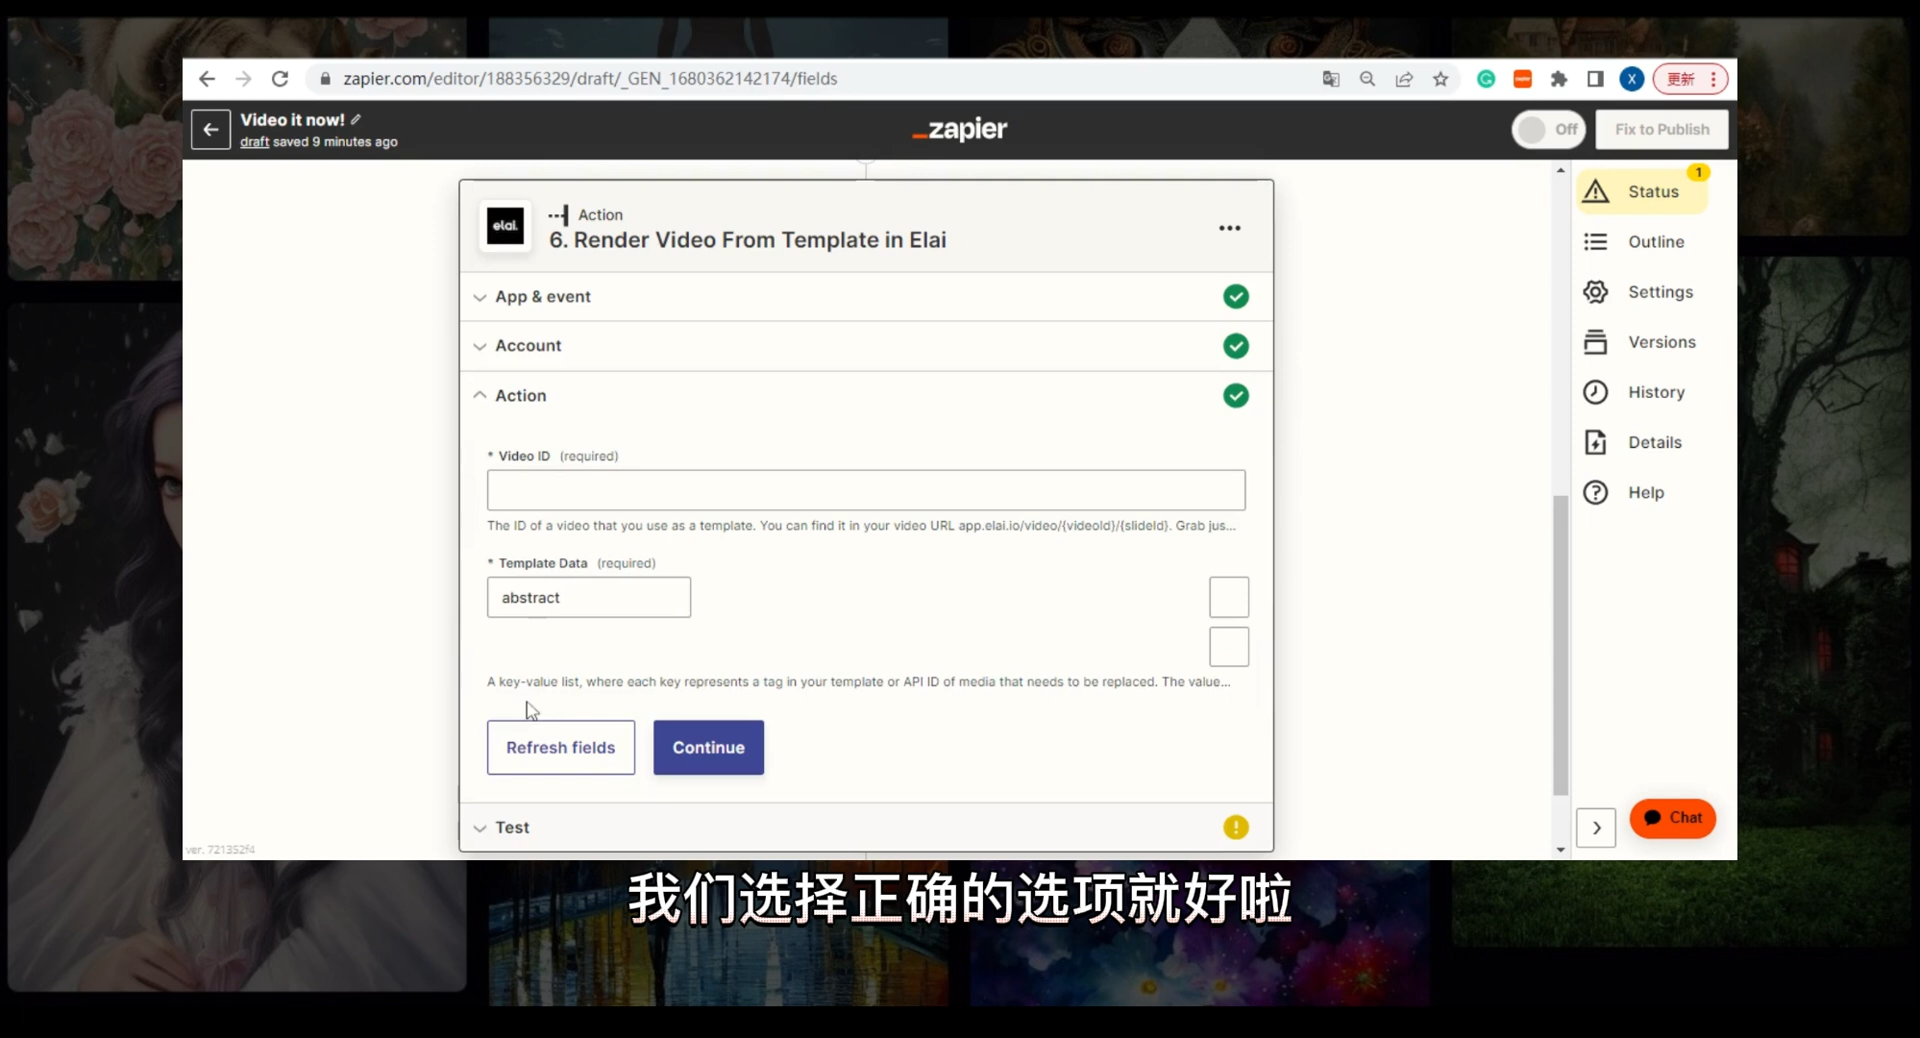 zapier.com/editor/188356329/draft/_GEN_1680362142174/fields
X
更新
Video it now!
draft saved 9 minutes ago
_zapier
Off
Fix to Publish
elai.
Action
6. Render Video From Template in Elai
App & event
Account
Action
* Video ID (required)
The ID of a video that you use as a template. You can find it in your video URL app.elai.io/video/{videoId}/{slideId}. Grab jus...
* Template Data (required)
abstract
A key-value list, where each key represents a tag in your template or API ID of media that needs to be replaced. The value...
Refresh fields
Continue
Test
1
Status
Outline
Settings
Versions
History
Details
Help
Chat
ver. 721352f4
我们选择正确的选项就好啦